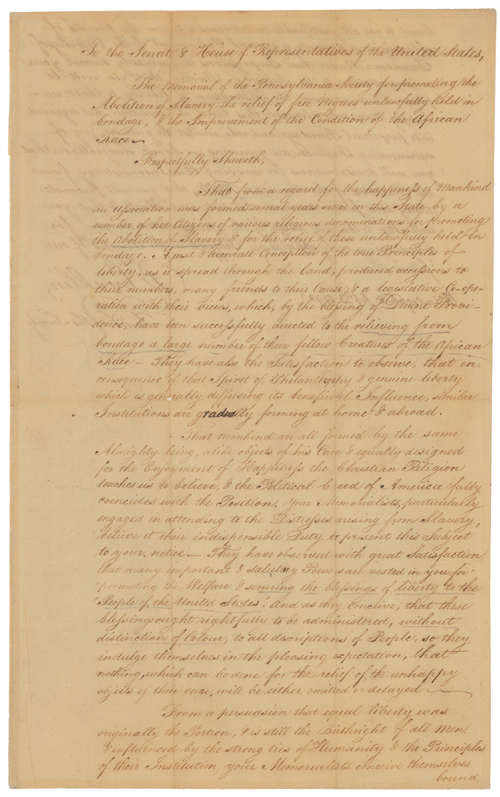 To the Senate & House of Representatives of the United States,
The Memorial of the Pennsylvania Society for promoting the
Abolition of Slavery, the relief of free Negroes unlawfully held in
bondage, & the Improvement of the Condition of the African
Race—
Respectfully Sheweth,
That from a regard for the happiness of Mankind
an Association was formed several years since in this State by a
number of her Citizens of various religious denominations for promoting
the Abolition of Slavery & for the relief of those unlawfully held in
bondage. A just & accurate Conception of the true Principles of
liberty, as it spread through the land, produced accessions to
their numbers, many friends to their Cause, & a legislative Co-ope-
ration with their views, which, by the blessing of Divine Provi-
dence, have been successfully directed to the relieving from
bondage a large number of their fellow Creatures of the African
Race— They have also the Satisfaction to observe, that in
consequence of that Spirit of Philanthropy & genuine liberty
which is generally diffusing its beneficial Influence, similar
Institutions are gradually forming at home & abroad.
That mankind are all formed by the same
Almighty being, alike objects of his Care & equally designed
for the Enjoyment of Happiness the Christian Religion
teaches us to believe, & the Political Creed of America fully
coincides with the Position. Your Memorialists, particularly
engaged in attending to the Distresses arising from Slavery,
believe it their indispensible Duty to present this Subject
to your notice— They have observed with great Satisfaction
that many important & salutary Powers are vested in you for
"promoting the Welfare & securing the blessings of liberty to the
"People of the United States." And as they conceive, that these
blessings ought rightfully to be administered, without
distinction of Colour, to all descriptions of People, so they
indulge themselves in the pleasing expectation, that
nothing, which can be done for the relief of the unhappy
objects of their care, will be either omitted or delayed—
From a persuasion that equal liberty was
originally the Portion, & is still the birthright of all Men
& influenced by the strong ties of Humanity & the Principles
of their Institution, your Memorialists conceive themselves
bound